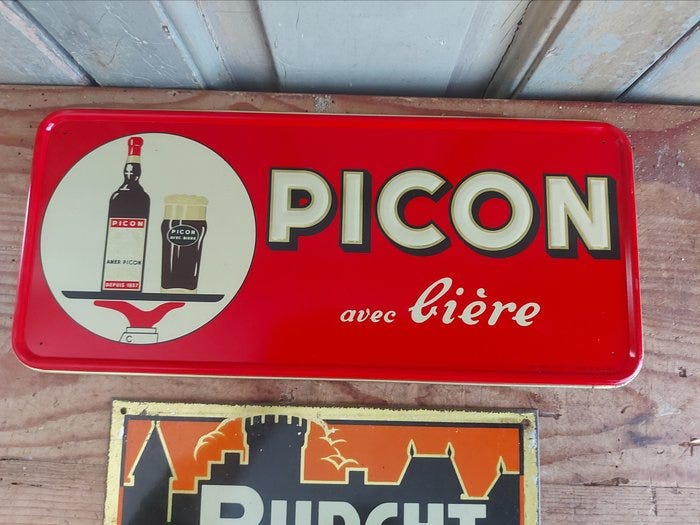 PICON
AMER PICON
DEPUIS 1837
PICON
AVEC BIERE
PICON
avec bière
C